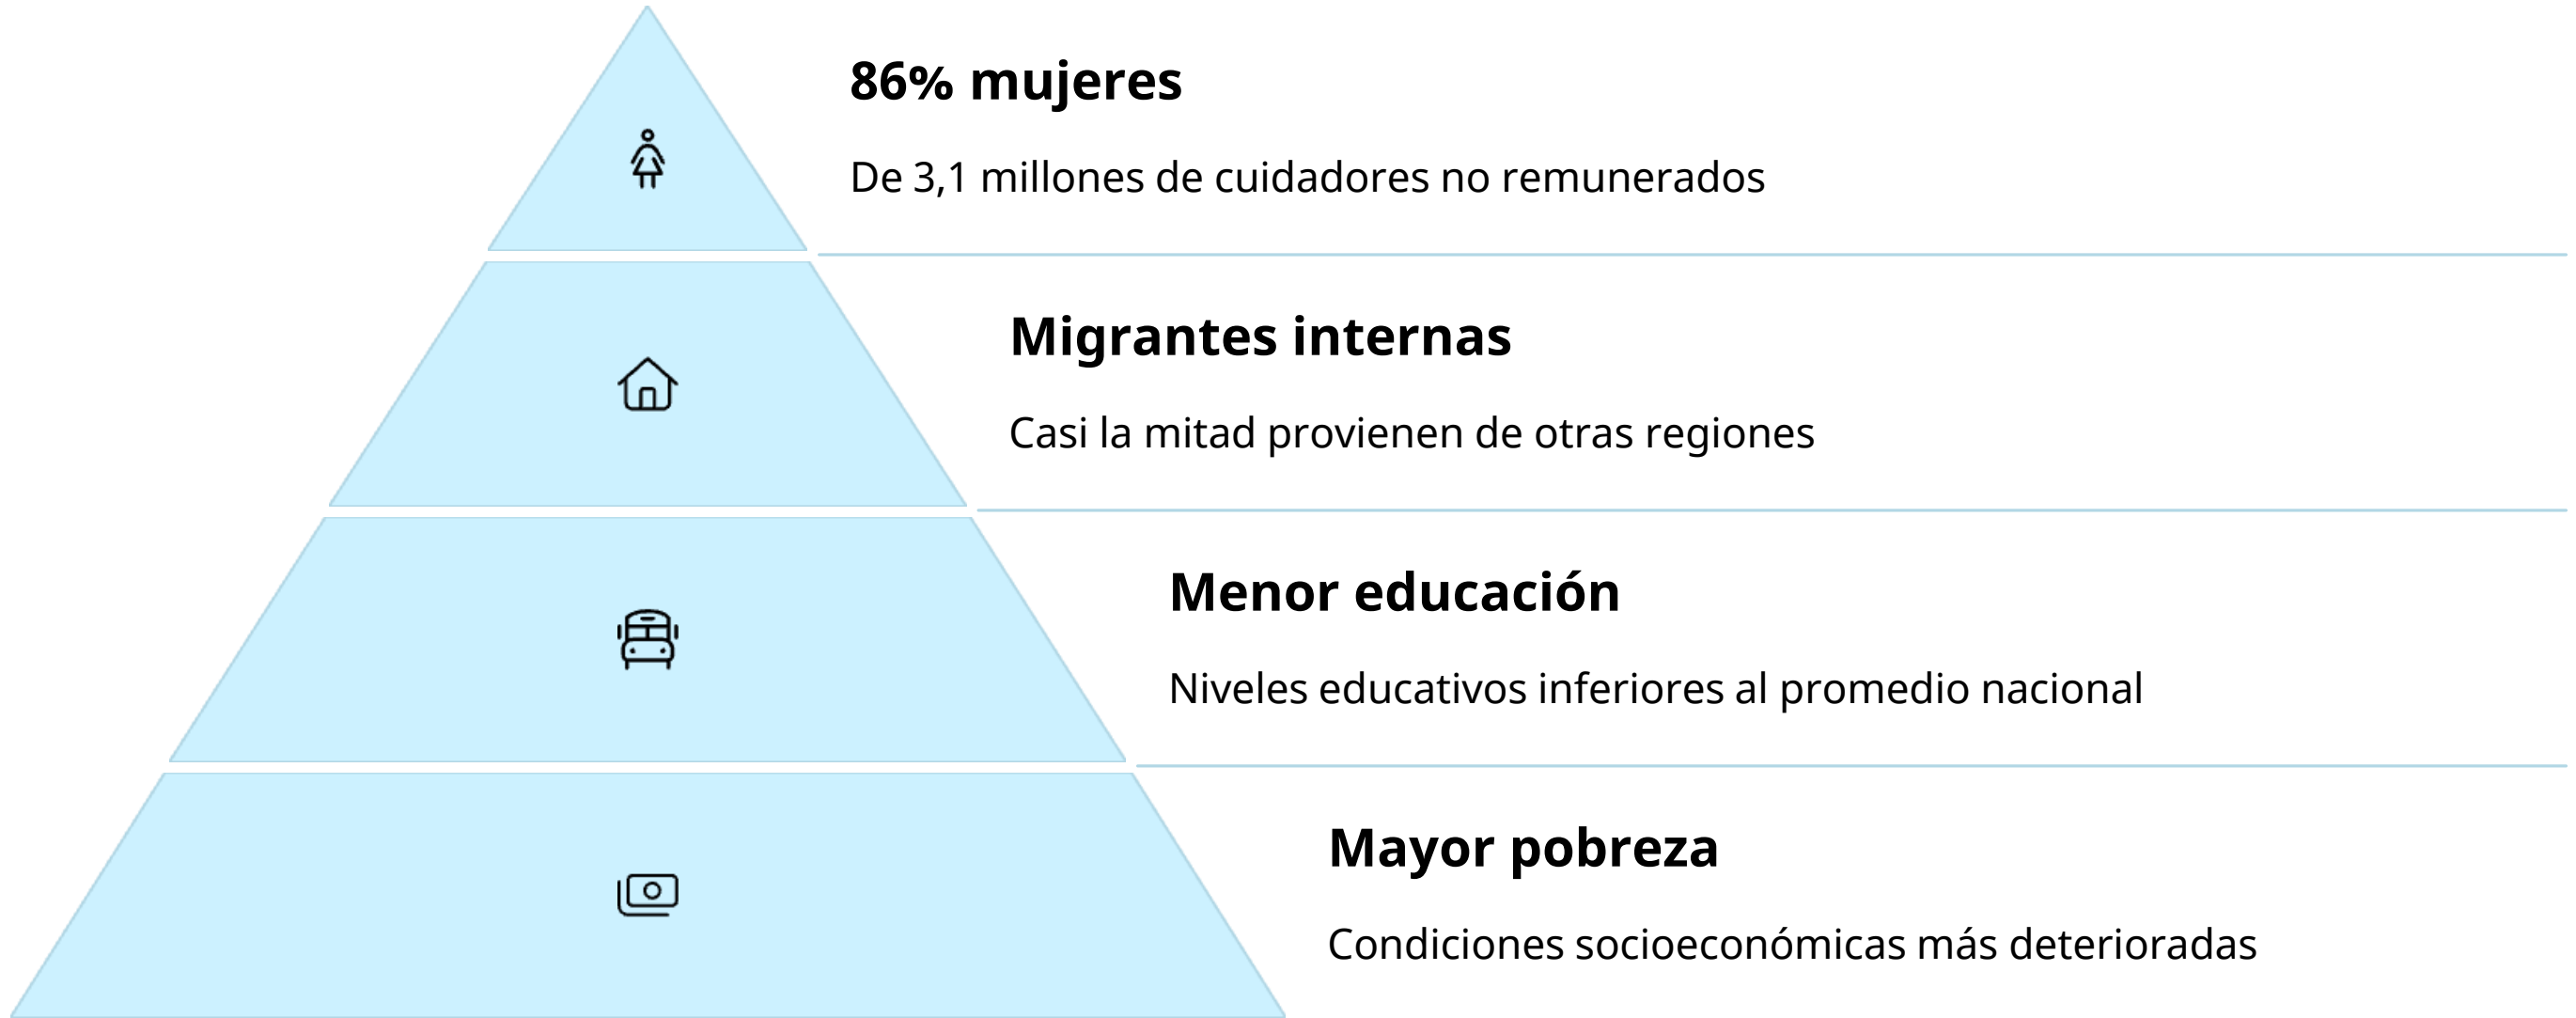 86% mujeres
De 3,1 millones de cuidadores no remunerados
Migrantes internas
Casi la mitad provienen de otras regiones
Menor educación
Niveles educativos inferiores al promedio nacional
Mayor pobreza
Condiciones socioeconómicas más deterioradas